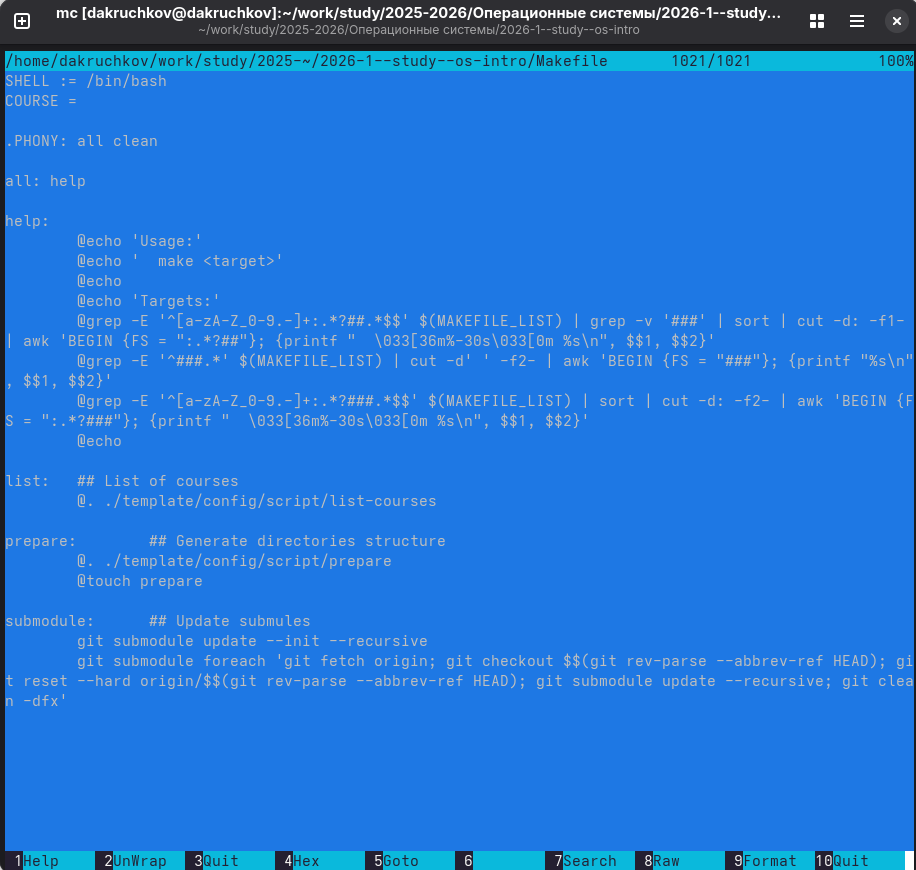 mc [dakruchkov@dakruchkov]:~/work/study/2025-2026/Операционные системы/2026-1--study...
~/work/study/2025-2026/Операционные системы/2026-1--study--os-intro
/home/dakruchkov/work/study/2025-~/2026-1--study--os-intro/Makefile 1021/1021 100%
SHELL := /bin/bash
COURSE =
.PHONY: all clean
all: help
help:
@echo 'Usage:'
@echo '  make <target>'
@echo
@echo 'Targets:'
@grep -E '^[a-zA-Z_0-9.-]+:.*?##.*$$' $(MAKEFILE_LIST) | grep -v '###' | sort | cut -d: -f1-
| awk 'BEGIN {FS = ":.*?##"}; {printf "  \033[36m%-30s\033[0m %s\n", $$1, $$2}'
@grep -E '^###.*' $(MAKEFILE_LIST) | cut -d' ' -f2- | awk 'BEGIN {FS = "###"}; {printf "%s\n"
, $$1, $$2}'
@grep -E '^[a-zA-Z_0-9.-]+:.*?###.*$$' $(MAKEFILE_LIST) | sort | cut -d: -f2- | awk 'BEGIN {F
S = ":.*?###"}; {printf "  \033[36m%-30s\033[0m %s\n", $$1, $$2}'
@echo
list: ## List of courses
@. ./template/config/script/list-courses
prepare: ## Generate directories structure
@. ./template/config/script/prepare
@touch prepare
submodule: ## Update submules
git submodule update --init --recursive
git submodule foreach 'git fetch origin; git checkout $$(git rev-parse --abbrev-ref HEAD); gi
t reset --hard origin/$$(git rev-parse --abbrev-ref HEAD); git submodule update --recursive; git clea
n -dfx'
1Help 2UnWrap 3Quit 4Hex 5Goto 6 7Search 8Raw 9Format 10Quit